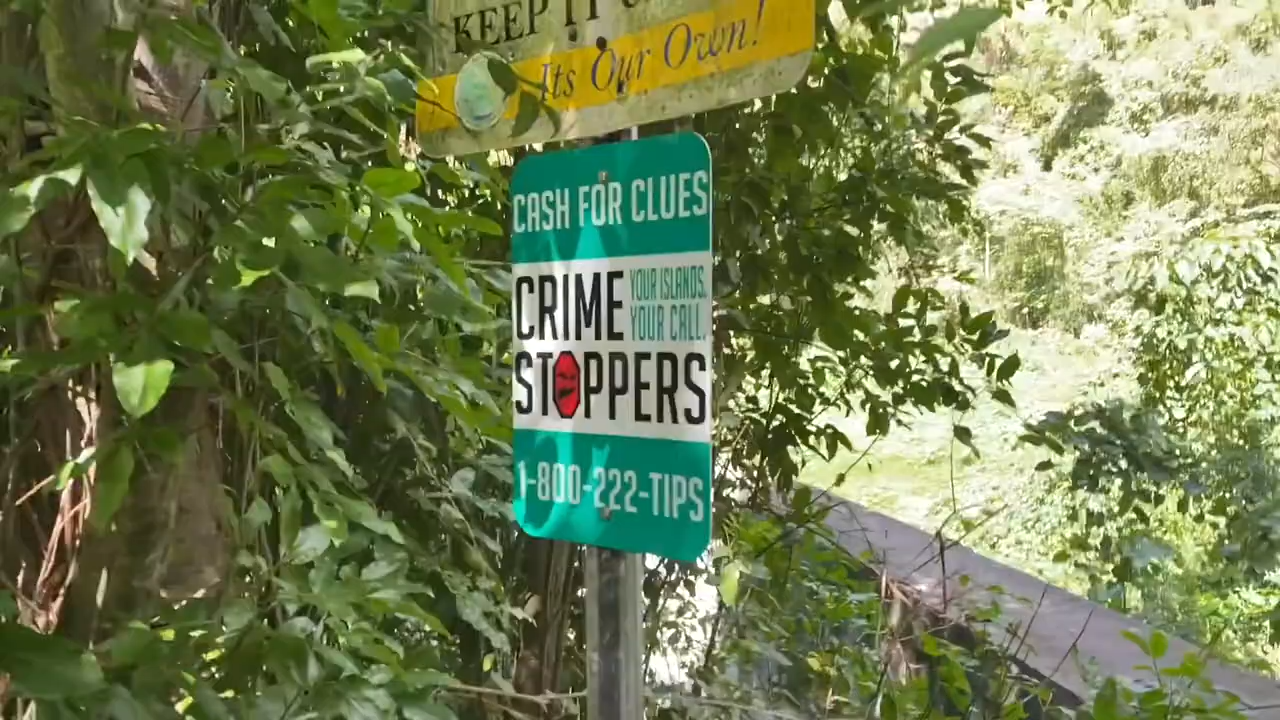 KEEP IT
Its Our Own!
CASH FOR CLUES
CRIME
YOUR ISLANDS.
YOUR CALL.
STOPPERS
1-800-222-TIPS